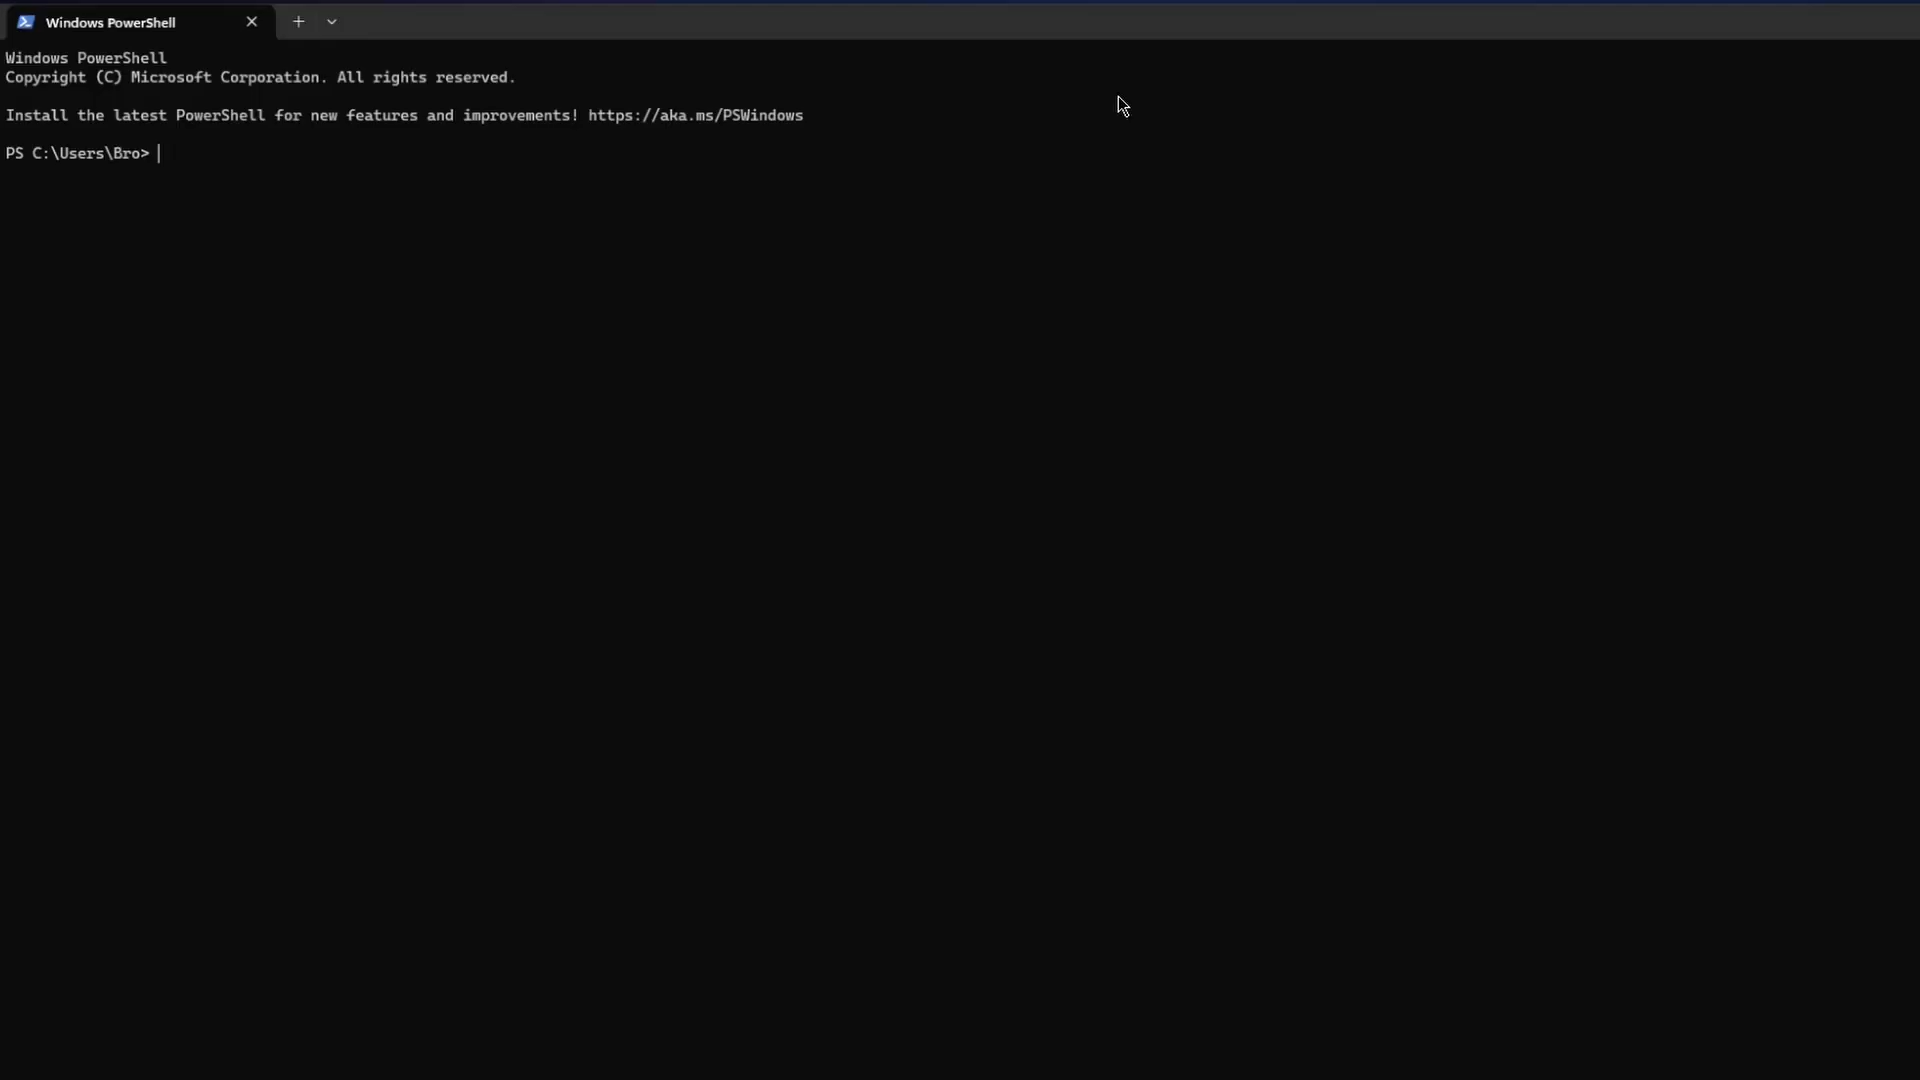 Windows PowerShell
Windows PowerShell
Copyright (C) Microsoft Corporation. All rights reserved.
Install the latest PowerShell for new features and improvements! https://aka.ms/PSWindows
PS C:\Users\Bro>